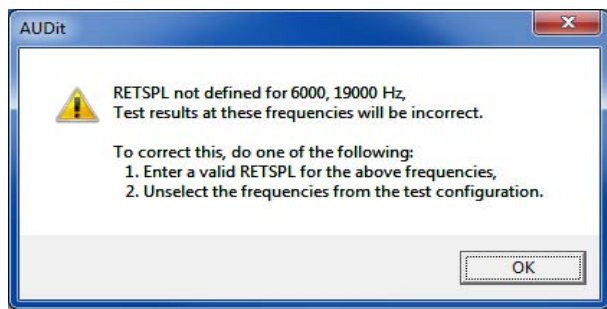 AUDit
RETSPL not defined for 6000, 19000 Hz,
Test results at these frequencies will be incorrect.
To correct this, do one of the following:
1. Enter a valid RETSPL for the above frequencies,
2. Unselect the frequencies from the test configuration.
OK